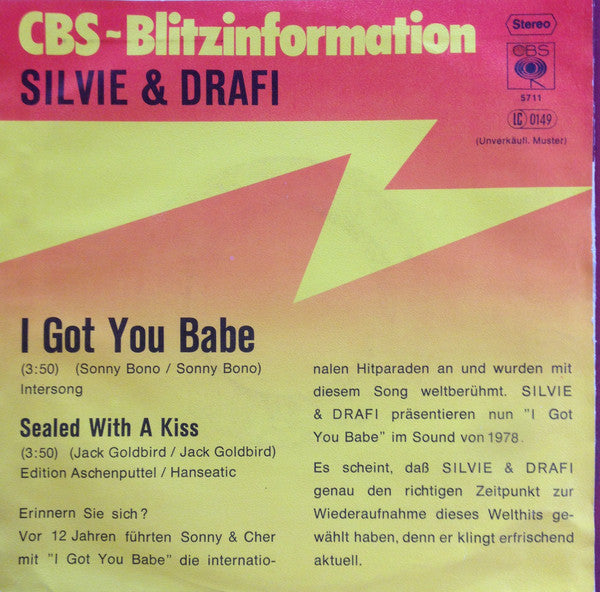 CBS~Blitzinformation
SILVIE & DRAFI
Stereo
CBS
5711
LC 0149
(Unverkäufl. Muster)
I Got You Babe
(3:50) (Sonny Bono / Sonny Bono)
Intersong
Sealed With A Kiss
(3:50) (Jack Goldbird / Jack Goldbird)
Edition Aschenputtel / Hanseatic
Erinnern Sie sich?
Vor 12 Jahren führten Sonny & Cher
mit "I Got You Babe" die internatio-
nalen Hitparaden an und wurden mit
diesem Song weltberühmt. SILVIE
& DRAFI präsentieren nun "I Got
You Babe" im Sound von 1978.
Es scheint, daß SILVIE & DRAFI
genau den richtigen Zeitpunkt zur
Wiederaufnahme dieses Welthits ge-
wählt haben, denn er klingt erfrischend
aktuell.